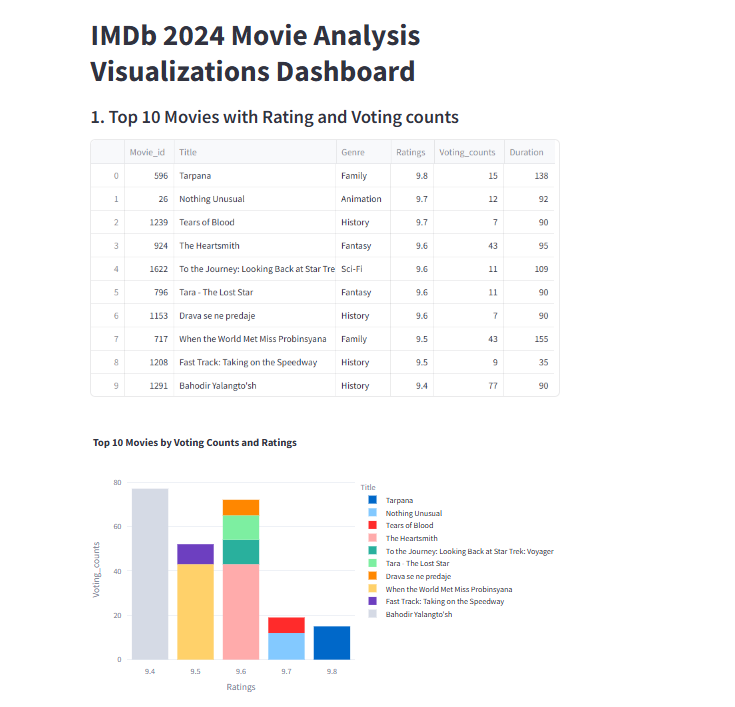 IMDb 2024 Movie Analysis
Visualizations Dashboard
1. Top 10 Movies with Rating and Voting counts
Movie_id Title Genre Ratings Voting_counts Duration
0 596 Tarpana Family 9.8 15 138
1 26 Nothing Unusual Animation 9.7 12 92
2 1239 Tears of Blood History 9.7 7 90
3 924 The Heartsmith Fantasy 9.6 43 95
4 1622 To the Journey: Looking Back at Star Tre Sci-Fi 9.6 11 109
5 796 Tara - The Lost Star Fantasy 9.6 11 90
6 1153 Drava se ne predaje History 9.6 7 90
7 717 When the World Met Miss Probinsyana Family 9.5 43 155
8 1208 Fast Track: Taking on the Speedway History 9.5 9 35
9 1291 Bahodir Yalangto'sh History 9.4 77 90
Top 10 Movies by Voting Counts and Ratings
Voting_counts
80
60
40
20
0
9.4 9.5 9.6 9.7 9.8
Ratings
Title
Tarpana
Nothing Unusual
Tears of Blood
The Heartsmith
To the Journey: Looking Back at Star Trek: Voyager
Tara - The Lost Star
Drava se ne predaje
When the World Met Miss Probinsyana
Fast Track: Taking on the Speedway
Bahodir Yalangto'sh